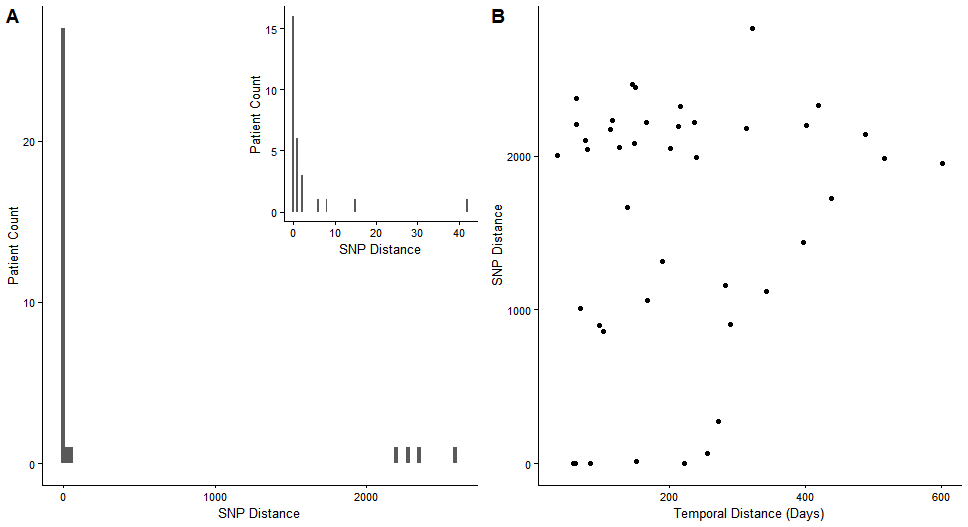 A
Patient Count
20
10
0
0
1000
2000
SNP Distance
Patient Count
15
10
5
0
0
10
20
30
40
SNP Distance
B
SNP Distance
2000
1000
0
200
400
600
Temporal Distance (Days)